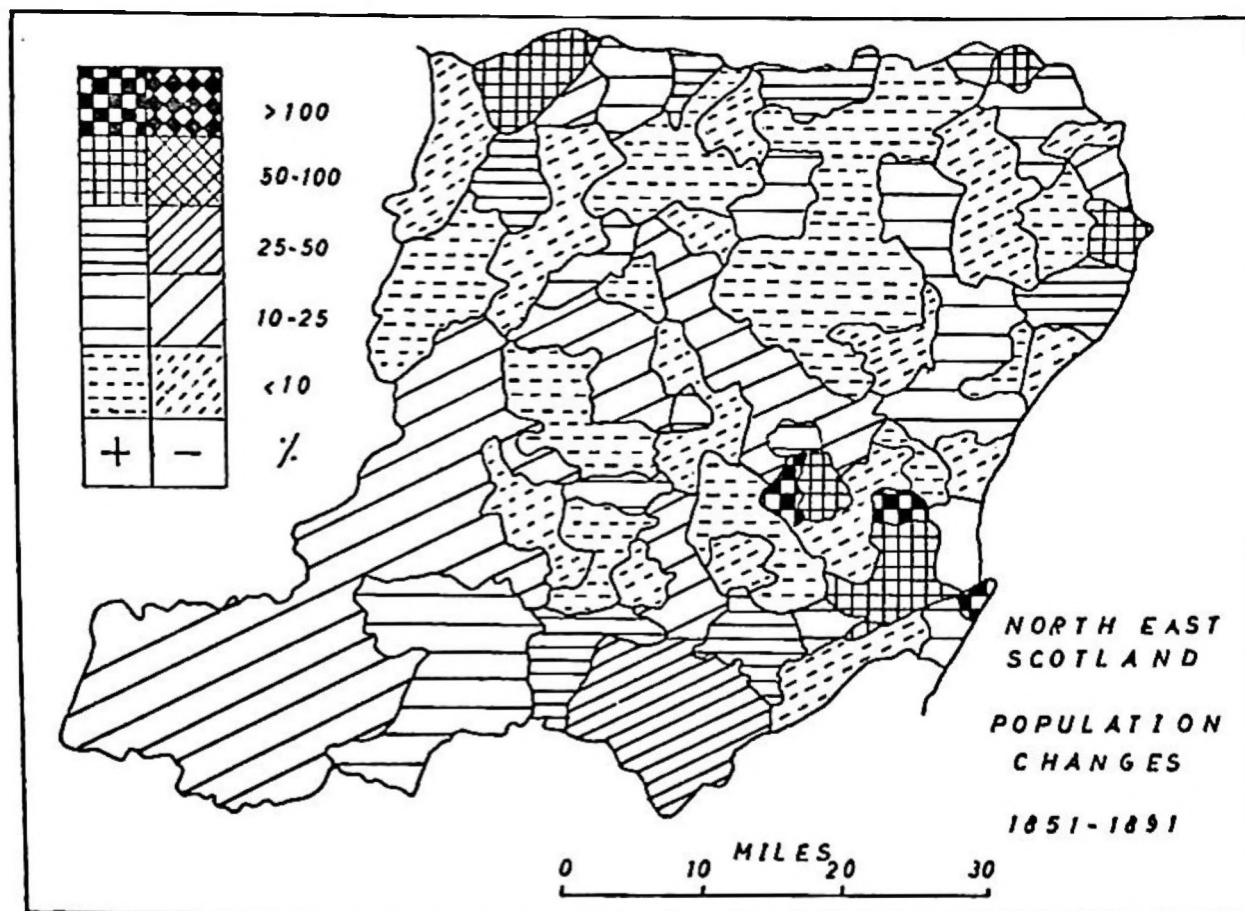 >100
50-100
25-50
10-25
<10
+ - %
NORTH EAST
SCOTLAND
POPULATION
CHANGES
1851-1891
MILES
0 10 20 30